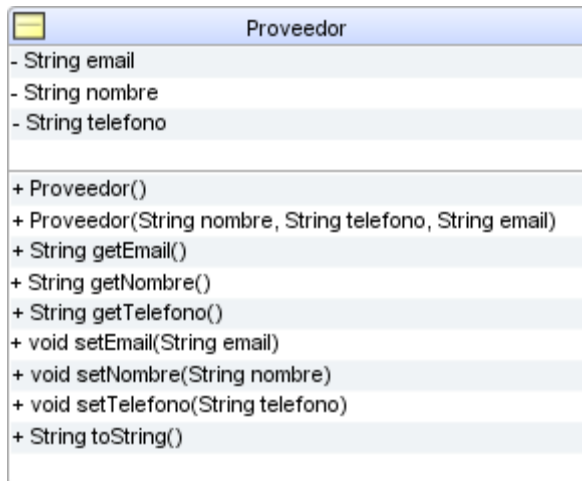 Proveedor
- String email
- String nombre
- String telefono
+ Proveedor()
+ Proveedor(String nombre, String telefono, String email)
+ String getEmail()
+ String getNombre()
+ String getTelefono()
+ void setEmail(String email)
+ void setNombre(String nombre)
+ void setTelefono(String telefono)
+ String toString()